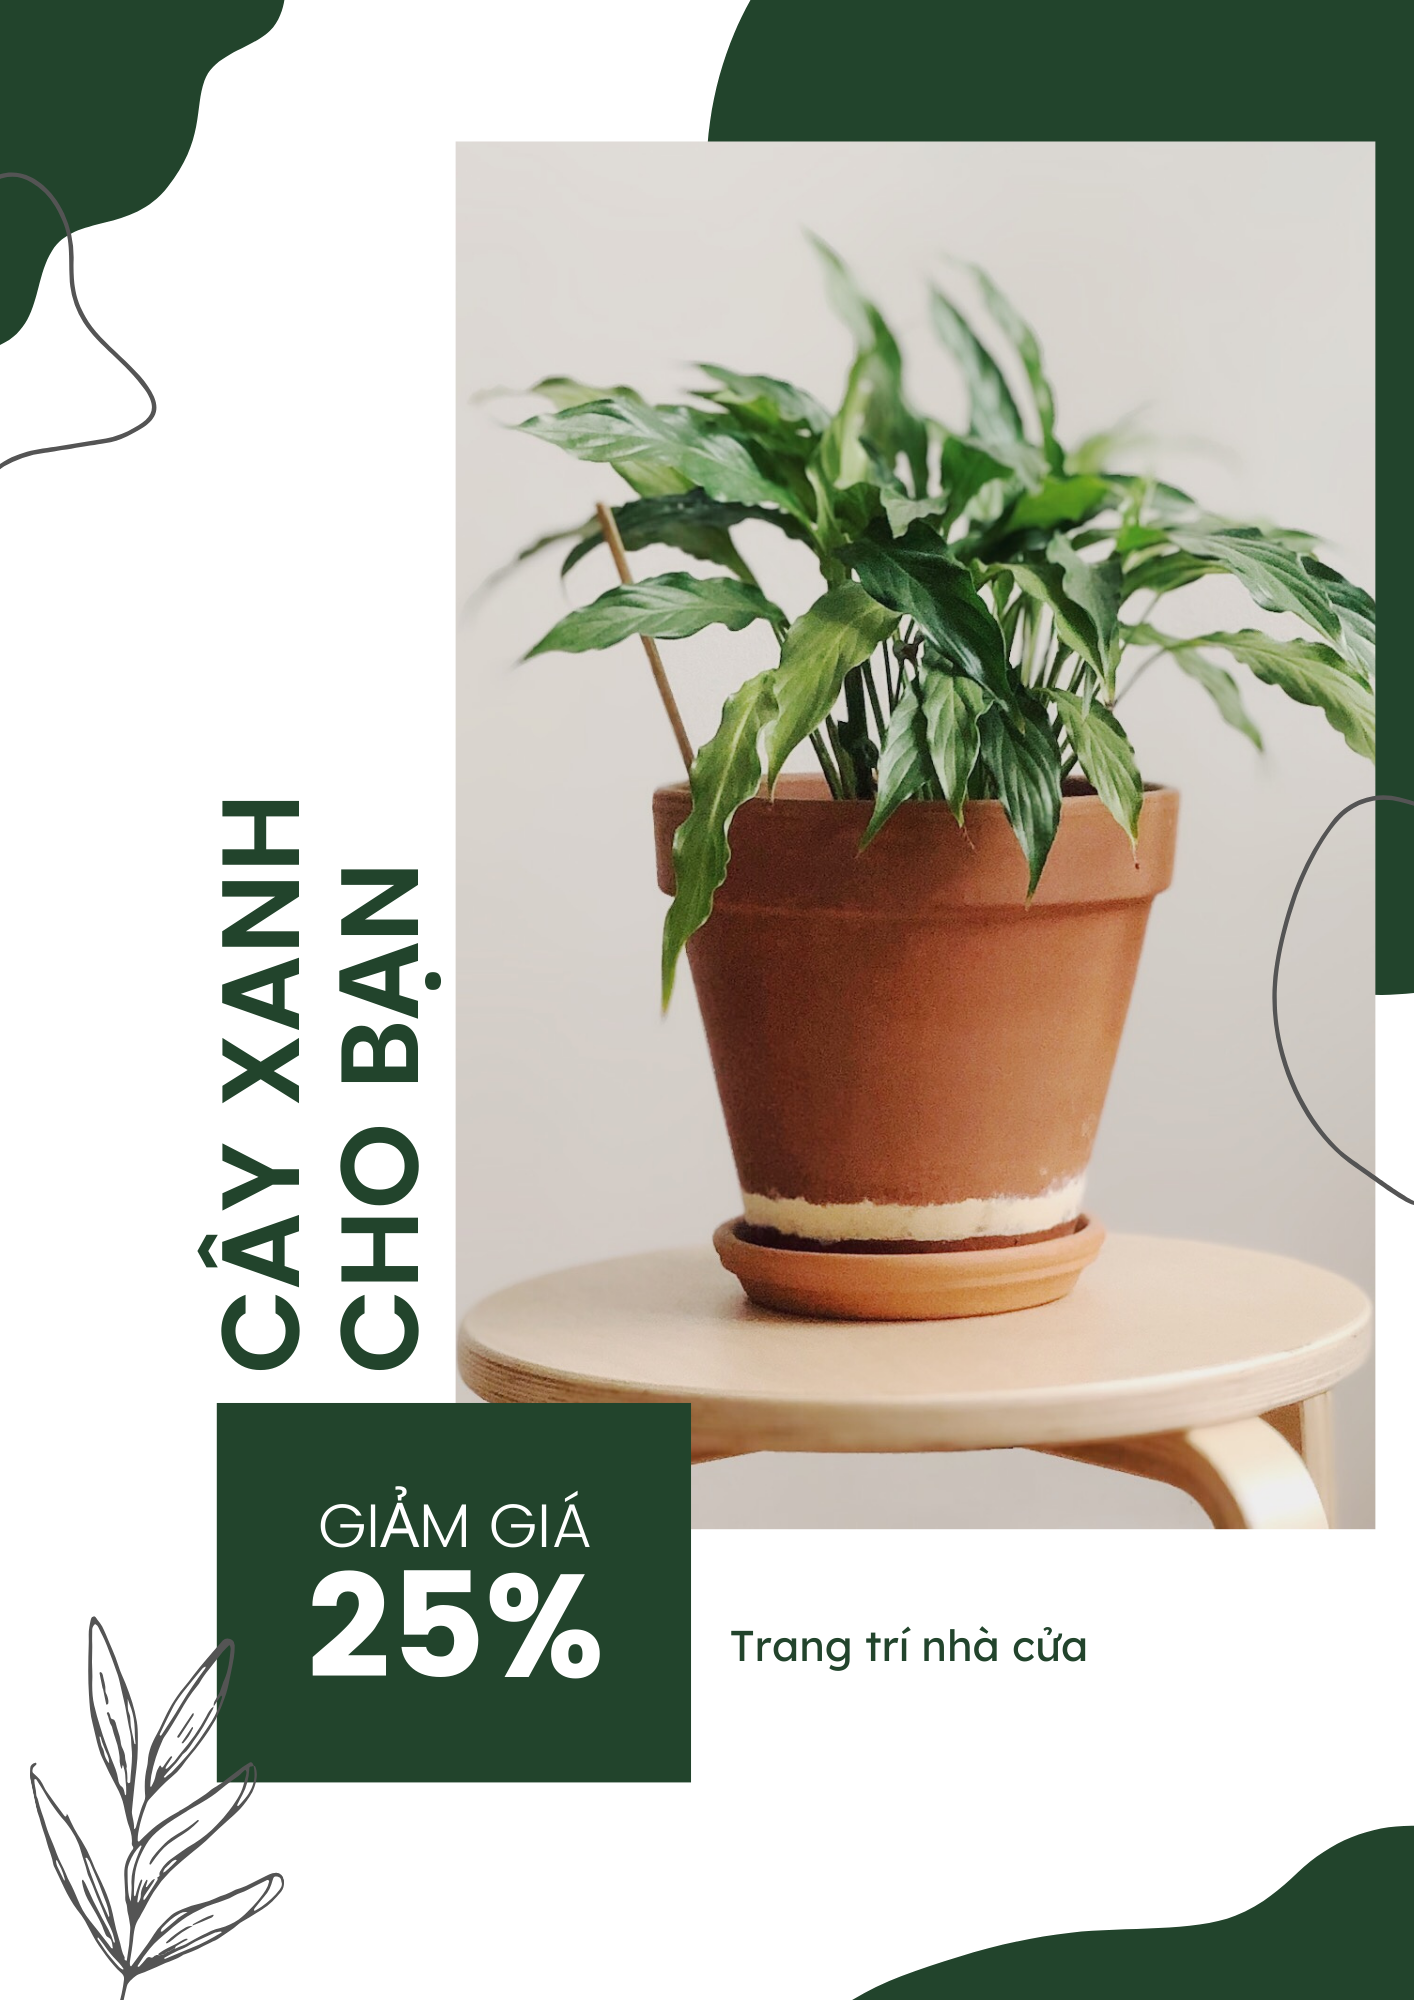 CÂY XANH
CHO BẠN
GIẢM GIÁ
25%
Trang trí nhà cửa